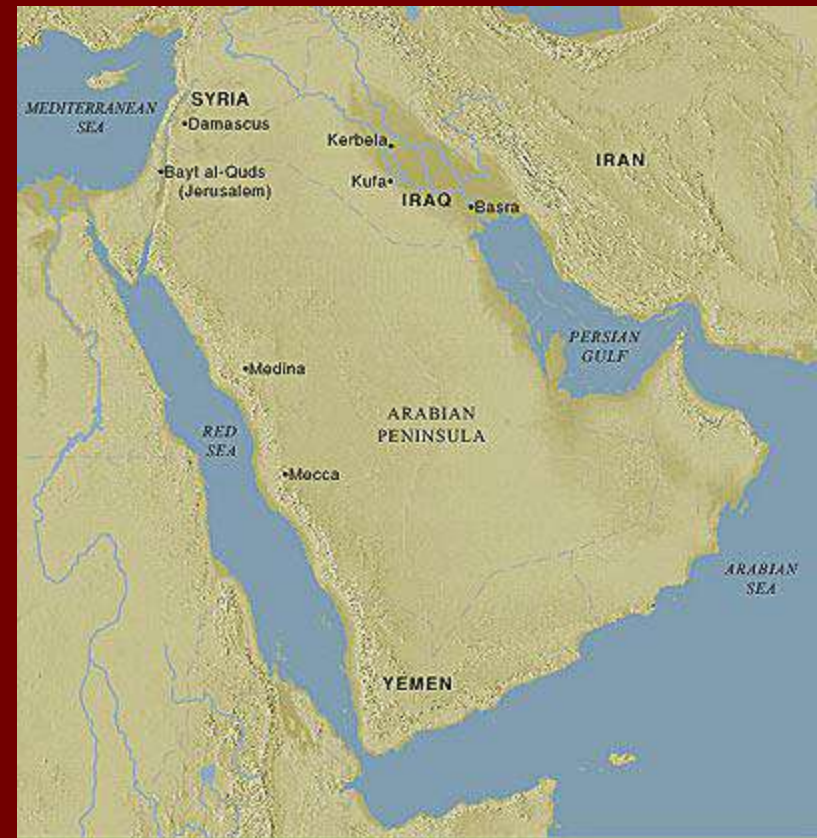 MEDITERRANEAN
SEA
SYRIA
•Damascus
Kerbela•
IRAN
•Bayt al-Quds
(Jerusalem)
Kufa•
IRAQ
•Basra
PERSIAN
GULF
•Medina
ARABIAN
PENINSULA
RED
SEA
•Mecca
ARABIAN
SEA
YEMEN